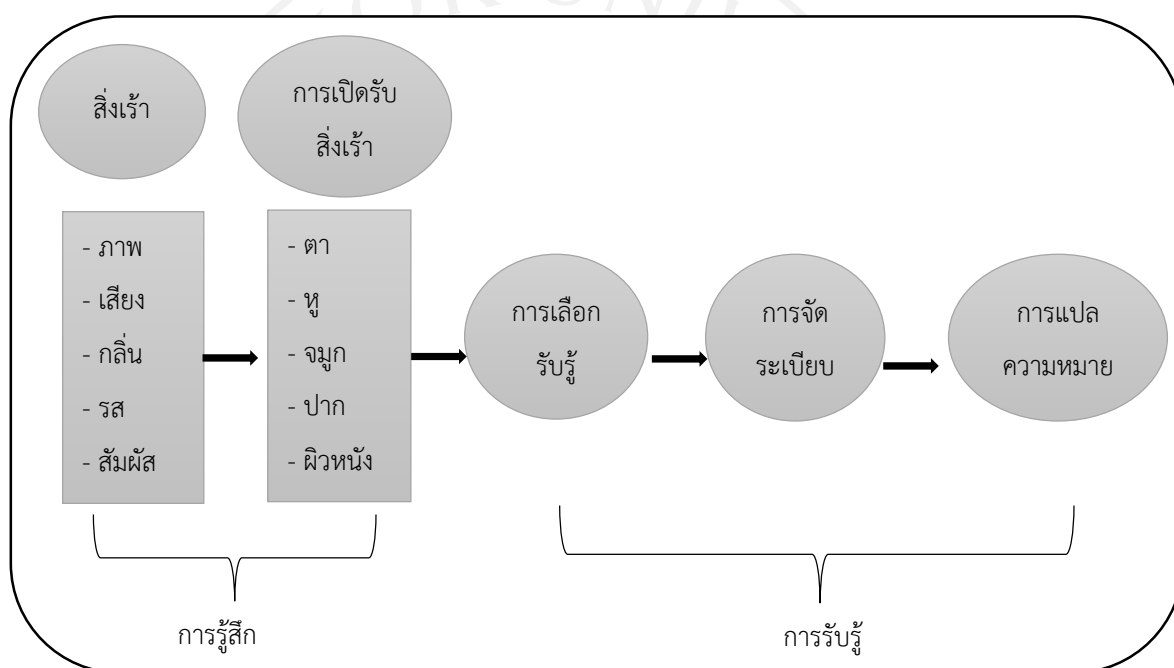 สิ่งเร้า
การเปิดรับ
สิ่งเร้า
- ภาพ
- เสียง
- กลิ่น
- รส
- สัมผัส
- ตา
- หู
- จมูก
- ปาก
- ผิวหนัง
การเลือก
รับรู้
การจัด
ระเบียบ
การแปล
ความหมาย
การรู้สึก
การรับรู้